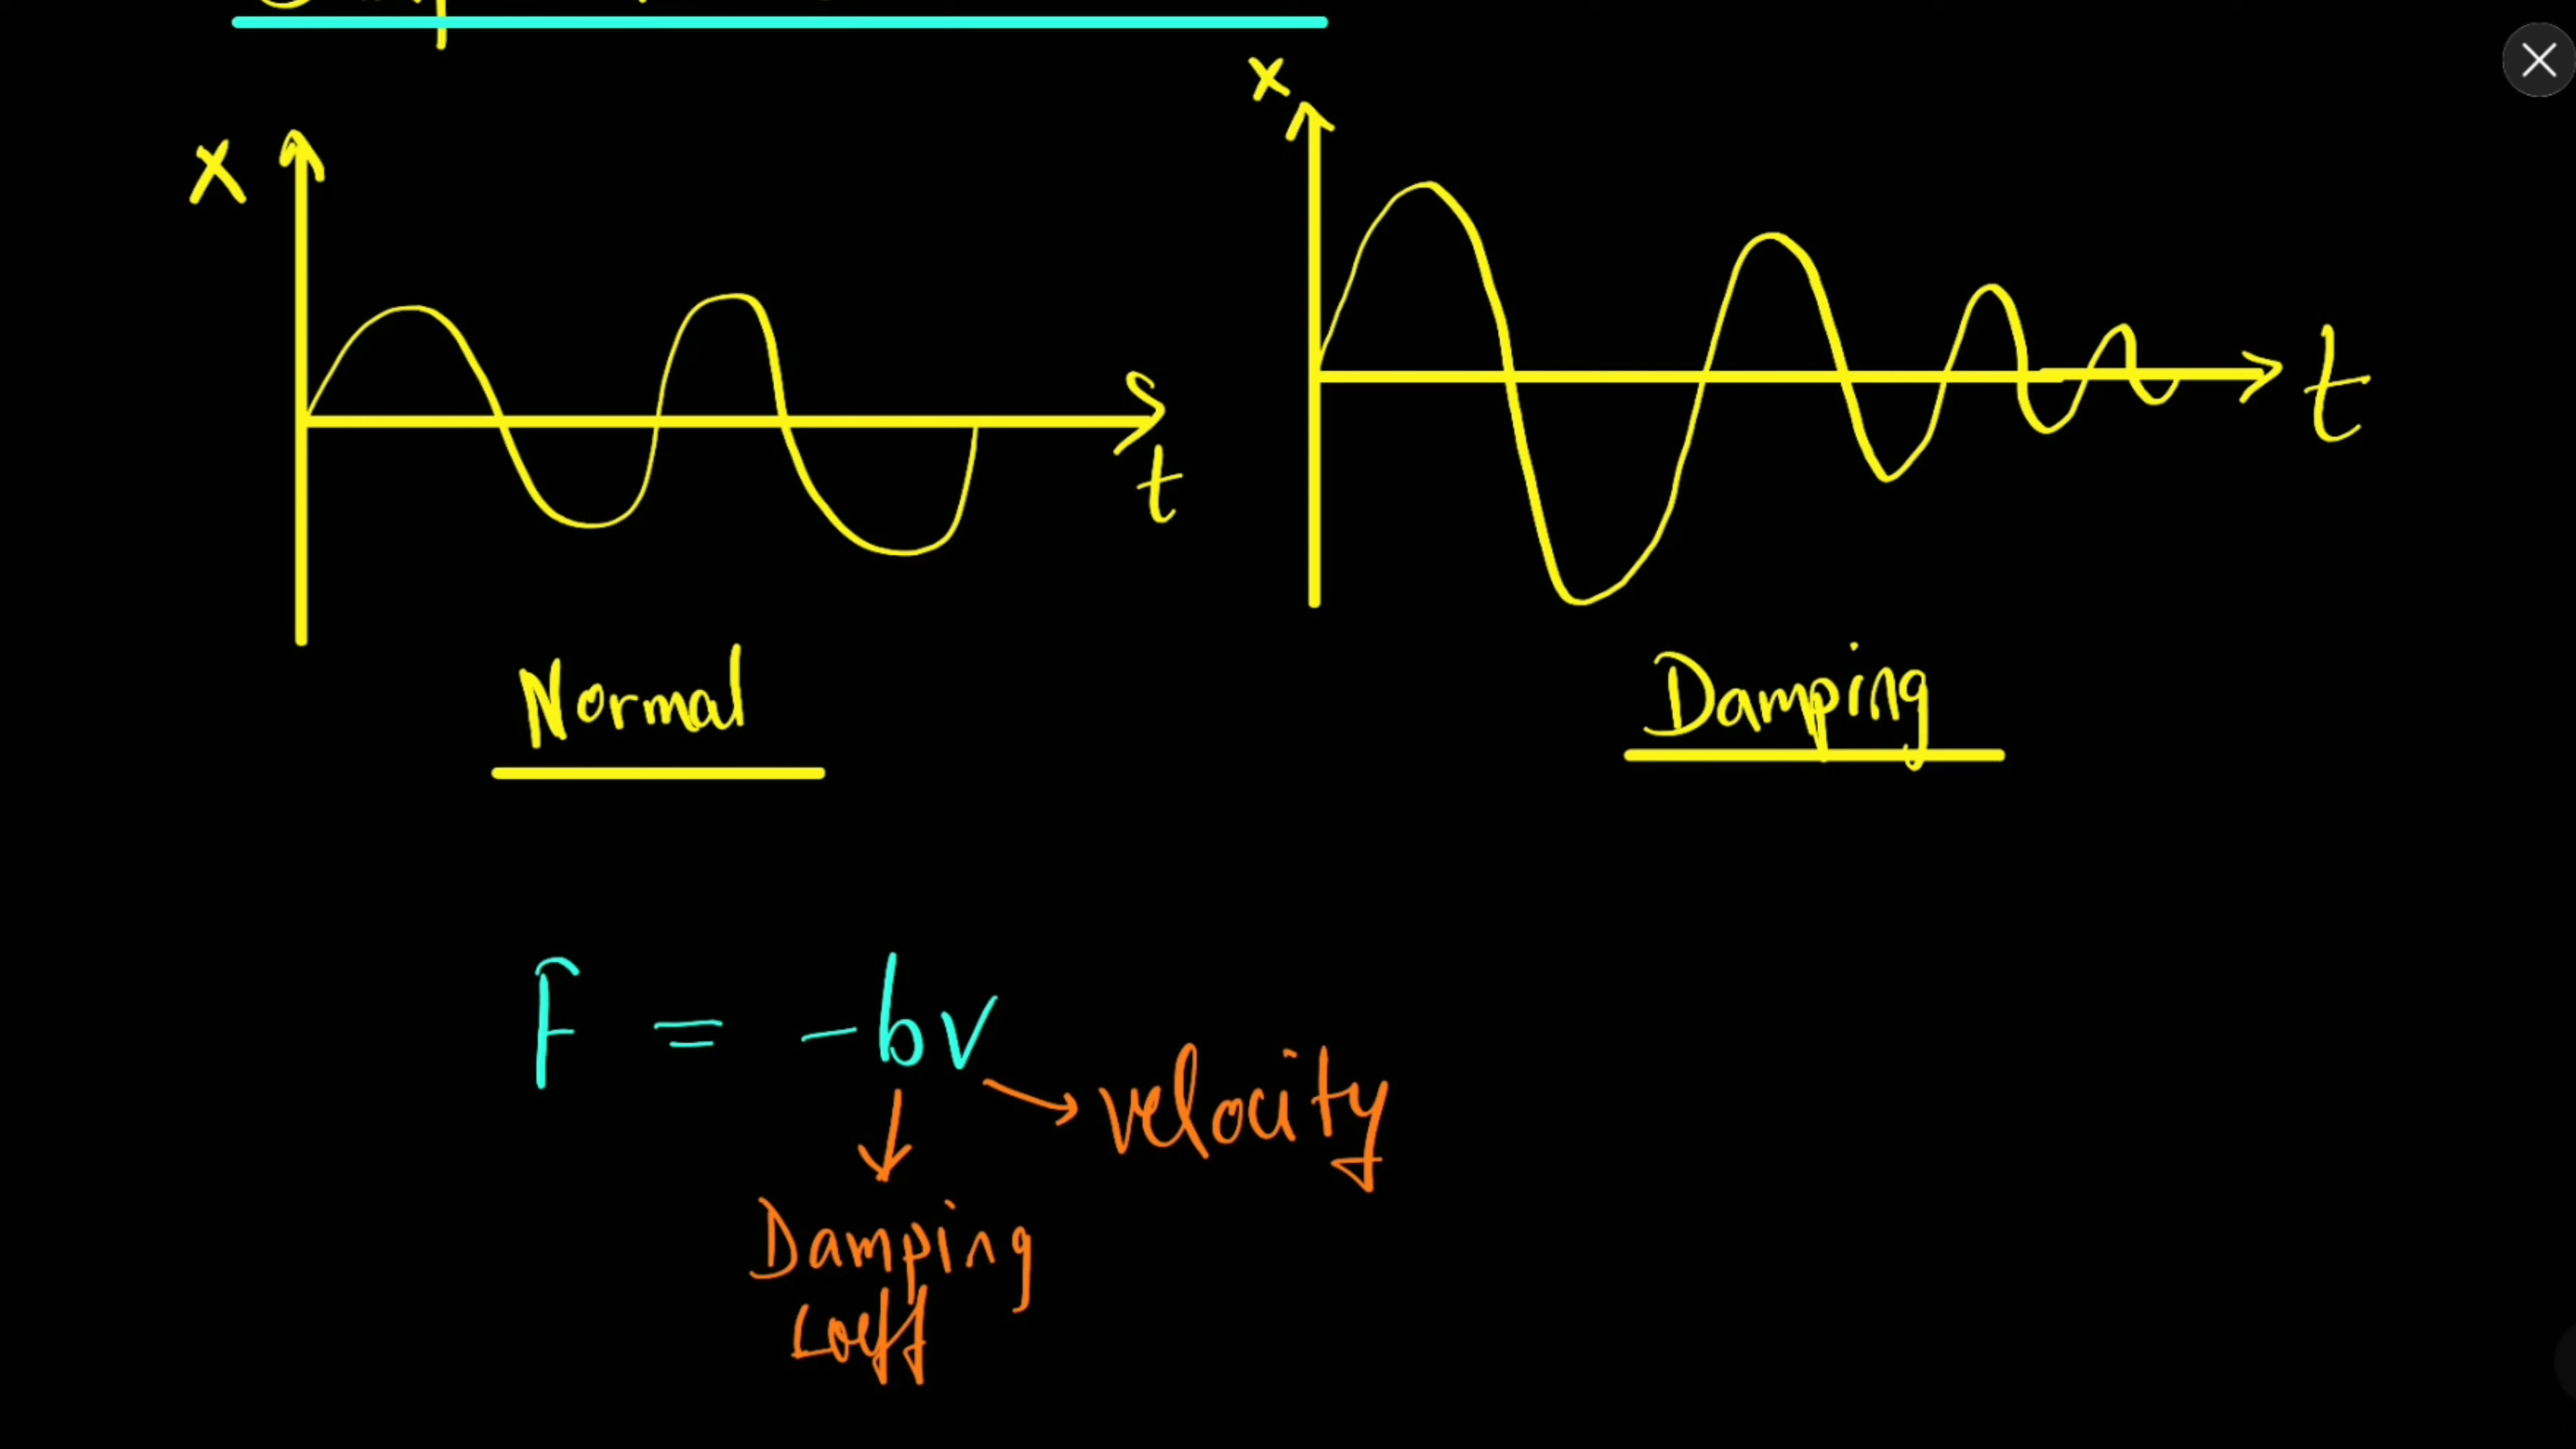 x
x
t
t
Normal
Damping
F = -bv
velocity
Damping
Coeff